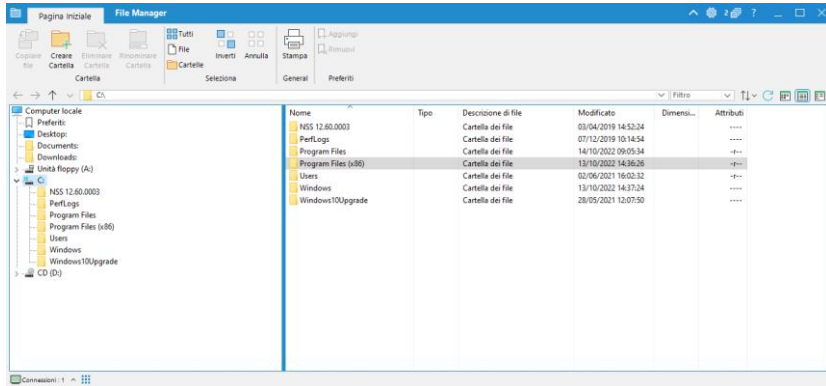 Pagina Iniziale File Manager 2 ?
Copiare file
Creare Cartella
Eliminare Cartella
Rinominare Cartella
Cartella
Tutti
File
Cartelle
Inverti
Annulla
Seleziona
Stampa
General
Aggiungi
Rimuovi
Preferiti
C:\
Filtro
Computer locale
Preferiti:
Desktop:
Documents:
Downloads:
Unità floppy (A:)
C:
NSS 12.60.0003
PerfLogs
Program Files
Program Files (x86)
Users
Windows
Windows10Upgrade
CD (D:)
Nome Tipo Descrizione di file Modificato Dimensi... Attributi
NSS 12.60.0003 Cartella dei file 03/04/2019 14:52:24 ----
PerfLogs Cartella dei file 07/12/2019 10:14:54 ----
Program Files Cartella dei file 14/10/2022 09:05:34 -r--
Program Files (x86) Cartella dei file 13/10/2022 14:36:26 -r--
Users Cartella dei file 02/06/2021 16:02:32 -r--
Windows Cartella dei file 13/10/2022 14:37:24 ----
Windows10Upgrade Cartella dei file 28/05/2021 12:07:50 ----
Connessioni : 1